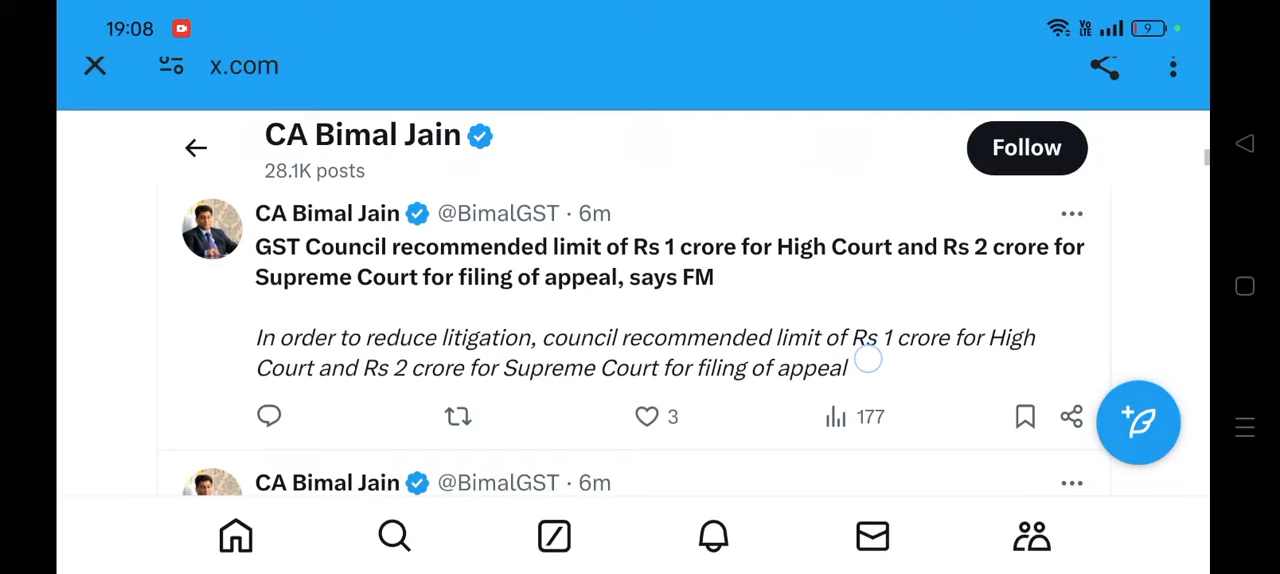 19:08
Vo LTE
9
x.com
CA Bimal Jain
28.1K posts
Follow
CA Bimal Jain @BimalGST · 6m
GST Council recommended limit of Rs 1 crore for High Court and Rs 2 crore for
Supreme Court for filing of appeal, says FM
In order to reduce litigation, council recommended limit of Rs 1 crore for High
Court and Rs 2 crore for Supreme Court for filing of appeal
3
177
CA Bimal Jain @BimalGST · 6m